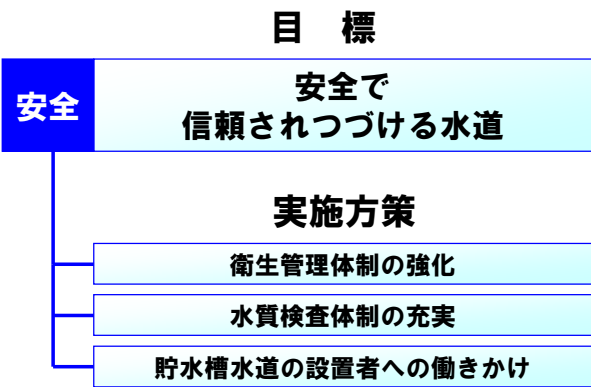 目 標
安全
安全で
信頼されつづける水道
実施方策
衛生管理体制の強化
水質検査体制の充実
貯水槽水道の設置者への働きかけ